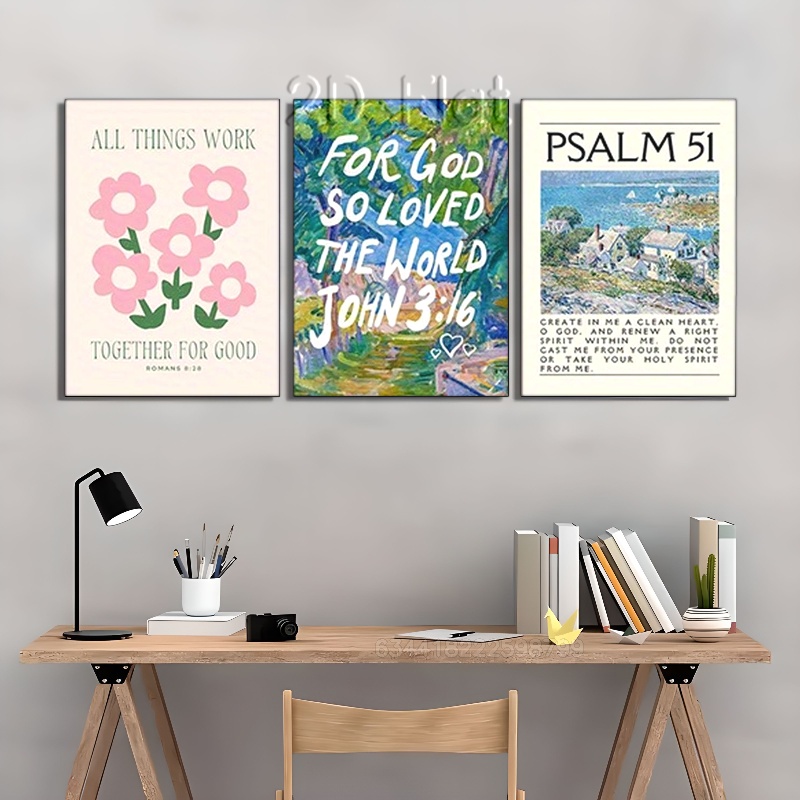 2D Flat
ALL THINGS WORK
TOGETHER FOR GOOD
ROMANS 8:28
FOR GOD
SO LOVED
THE WORLD
JOHN 3:16
PSALM 51
CREATE IN ME A CLEAN HEART,
O GOD, AND RENEW A RIGHT
SPIRIT WITHIN ME. DO NOT
CAST ME FROM YOUR PRESENCE
OR TAKE YOUR HOLY SPIRIT
FROM ME.